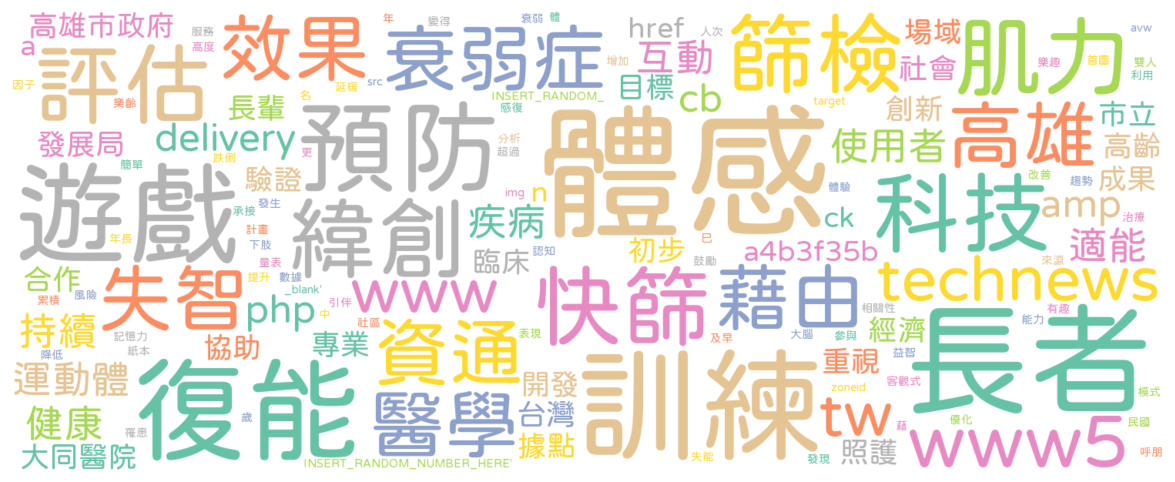 高雄市政府 服務 高度 年 變得 衰弱 體 href 人次 avw
a 因子 評估 效果 衰弱症 增加 互動 篩檢 場域 社會 樂趣 肌力 首圖 雙人 利用
樂齡 長輩 延緩 src INSERT_RANDOM_ 目標 cb target 創新 市立
發展局 delivery 名 預防 感復 分析 超過 體感 使用者 高雄 高齡
簡單 跌倒 驗證 更 img n 體驗 科技 改善 趨勢 成果
遊戲 承接 發生 緯創 疾病 ck amp 治療
年長 計畫 下肢 臨床 認知 初步 巳 鼓勵 a4b3f35b 來源 適能
合作 量表 提升 數據 technews
累積 風險 失智 _blank' 引伴 www 快篩 藉由 相關性 有趣
持續 php 中 社區 資通 表現 及早 大腦 參與 經濟 能力 長者
記憶力 紙本 協助 專業 重視 益智
降低 運動體 復能 開發 訓練 zoneid 客觀式 模式
健康 罹患 歲 醫學 台灣 tw 藉 優化 民國
大同醫院 INSERT_RANDOM_NUMBER_HERE' 據點 失能 發現 照護 www5 呼朋